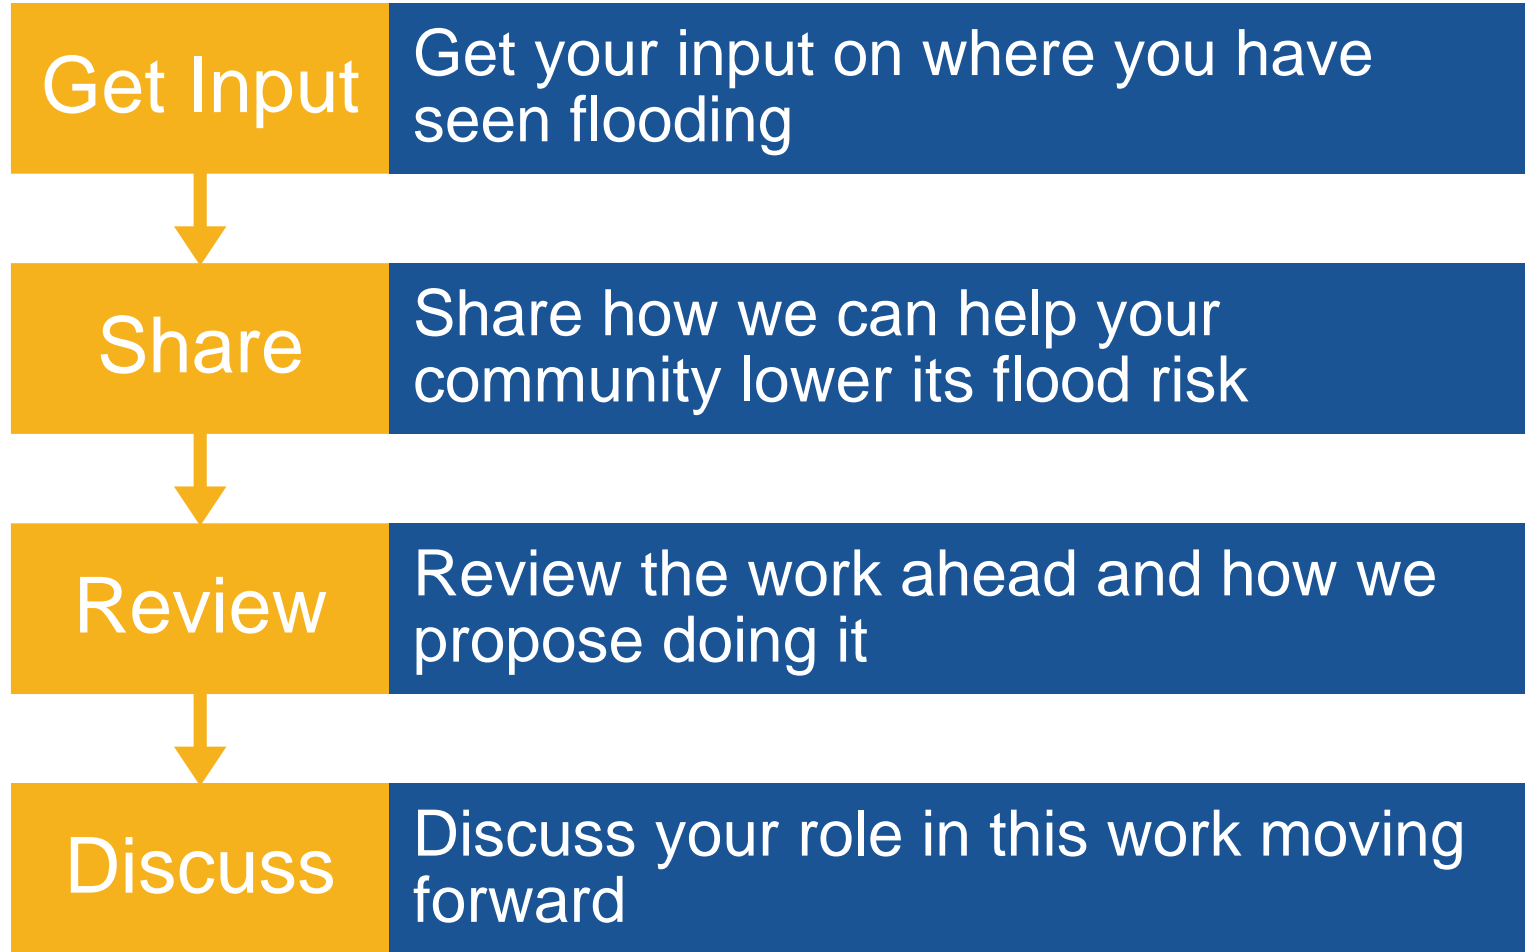 Get Input
Get your input on where you have
seen flooding
Share
Share how we can help your
community lower its flood risk
Review
Review the work ahead and how we
propose doing it
Discuss
Discuss your role in this work moving
forward